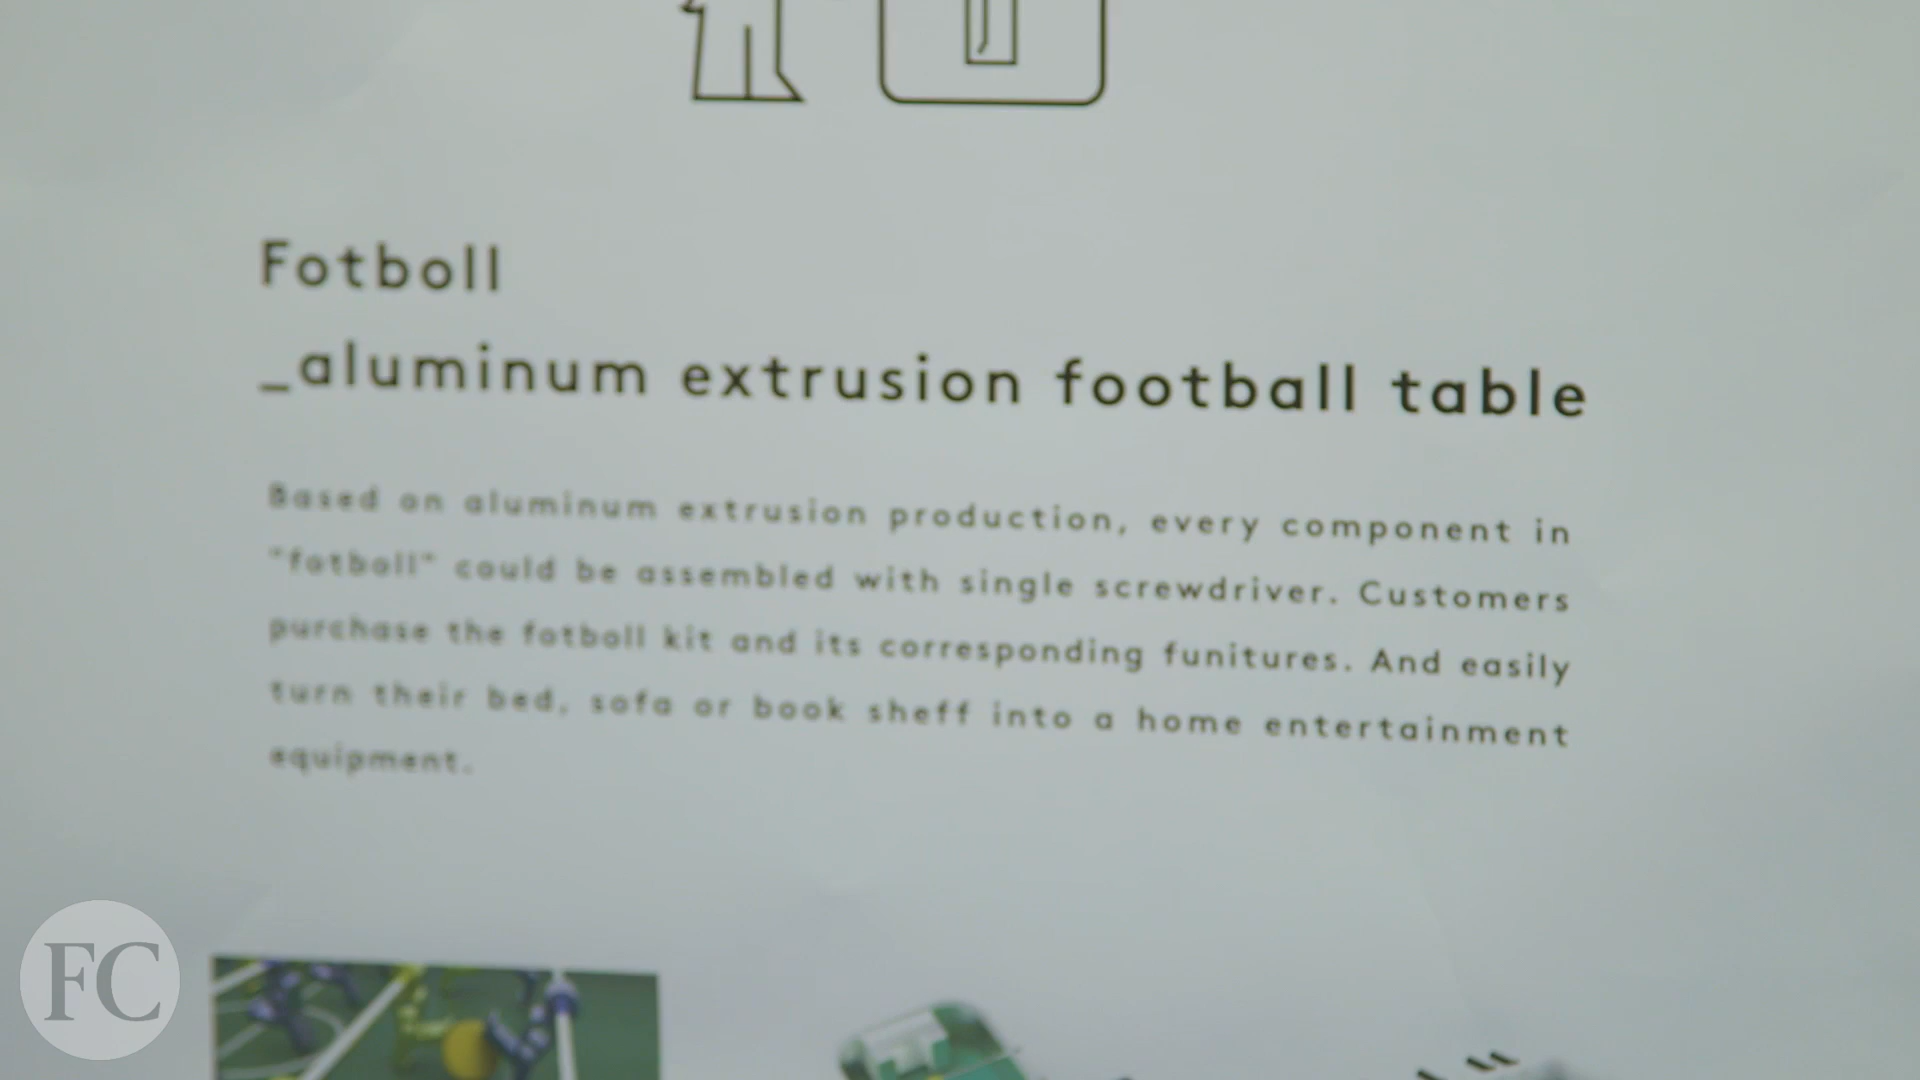 Fotboll
_aluminum extrusion football table
Based on aluminum extrusion production, every component in
"fotboll" could be assembled with single screwdriver. Customers
purchase the fotboll kit and its corresponding funitures. And easily
turn their bed, sofa or book sheff into a home entertainment
equipment.
FC